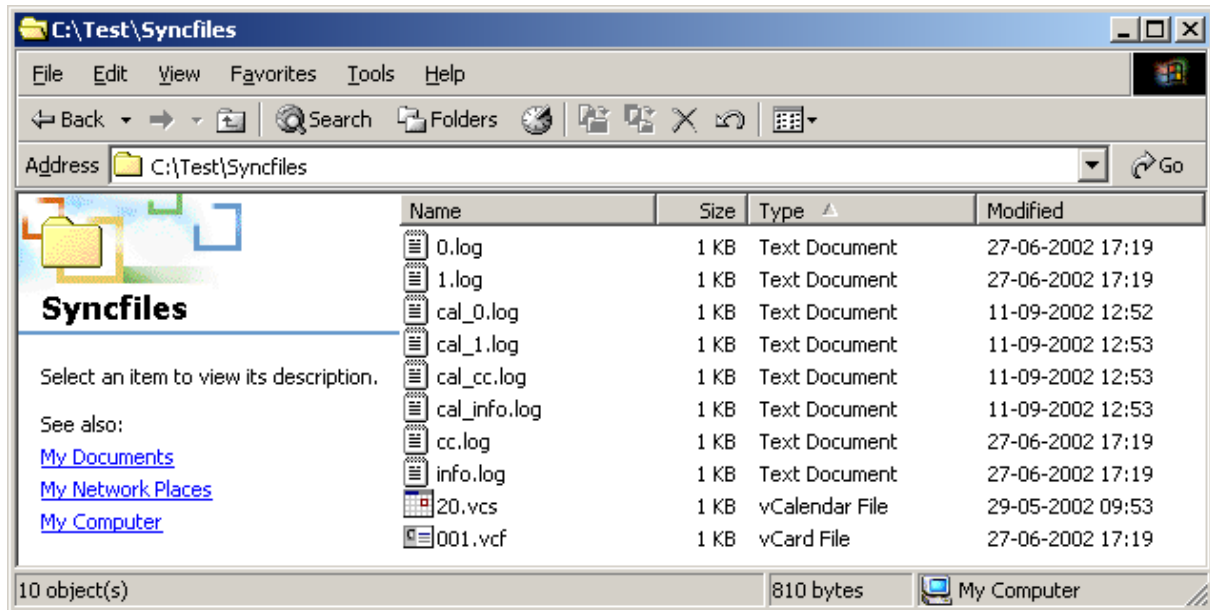 C:\Test\Syncfiles
File Edit View Favorites Tools Help
Back Search Folders
Address C:\Test\Syncfiles Go
Name Size Type Modified
0.log 1 KB Text Document 27-06-2002 17:19
1.log 1 KB Text Document 27-06-2002 17:19
Syncfiles
cal_0.log 1 KB Text Document 11-09-2002 12:52
cal_1.log 1 KB Text Document 11-09-2002 12:53
Select an item to view its description.
cal_cc.log 1 KB Text Document 11-09-2002 12:53
cal_info.log 1 KB Text Document 11-09-2002 12:53
See also:
cc.log 1 KB Text Document 27-06-2002 17:19
My Documents
info.log 1 KB Text Document 27-06-2002 17:19
My Network Places
20.vcs 1 KB vCalendar File 29-05-2002 09:53
My Computer
001.vcf 1 KB vCard File 27-06-2002 17:19
10 object(s) 810 bytes My Computer